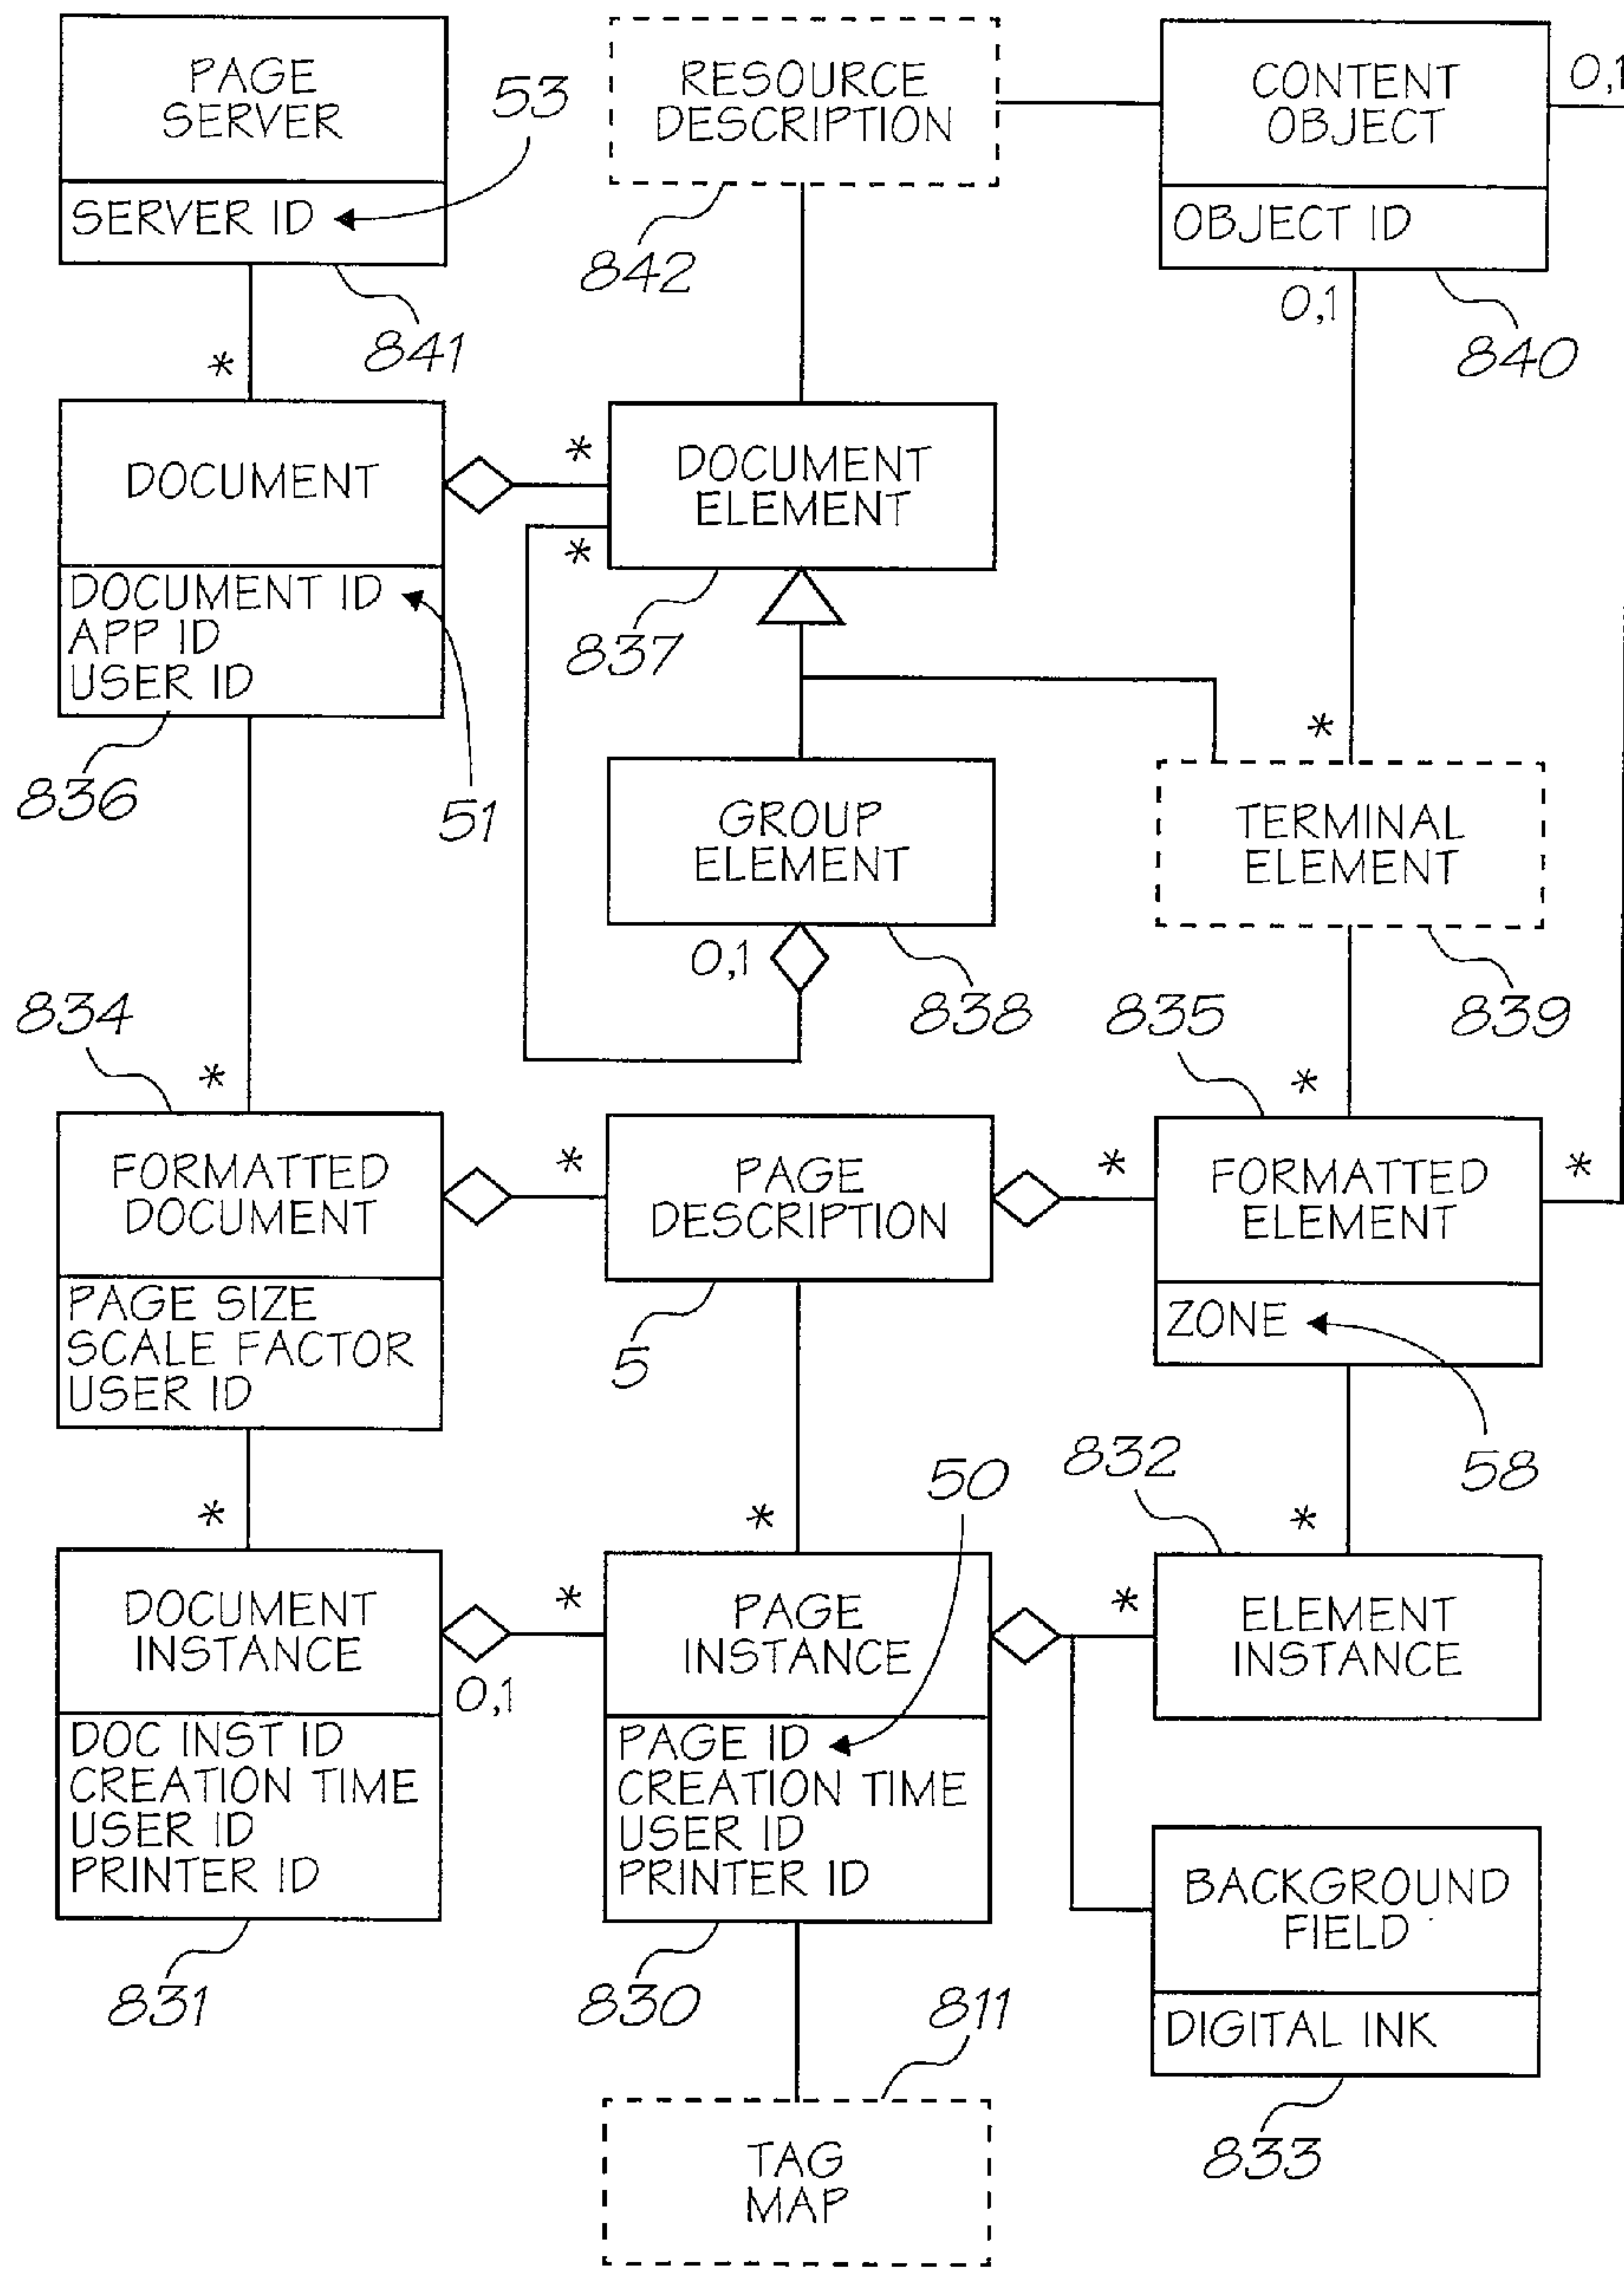 PAGE
SERVER
SERVER ID
53
841
*
RESOURCE
DESCRIPTION
842
CONTENT
OBJECT
OBJECT ID
0,1
0,1
840
DOCUMENT
DOCUMENT ID
APP ID
USER ID
836
51
*
*
DOCUMENT
ELEMENT
837
GROUP
ELEMENT
0,1
838
*
TERMINAL
ELEMENT
839
834
*
FORMATTED
DOCUMENT
PAGE SIZE
SCALE FACTOR
USER ID
*
PAGE
DESCRIPTION
5
835
*
*
FORMATTED
ELEMENT
*
ZONE
58
*
DOCUMENT
INSTANCE
DOC INST ID
CREATION TIME
USER ID
PRINTER ID
831
0,1
*
*
50
PAGE
INSTANCE
PAGE ID
CREATION TIME
USER ID
PRINTER ID
830
832
*
*
ELEMENT
INSTANCE
BACKGROUND
FIELD
DIGITAL INK
833
811
TAG
MAP